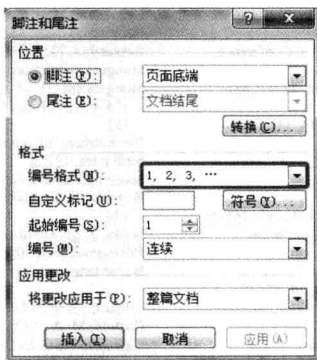 脚注和尾注
位置
脚注(F): 页面底端
尾注(E): 文档结尾
转换(C)...
格式
编号格式(N): 1, 2, 3, …
自定义标记(U): 符号(Y)...
起始编号(S): 1
编号(M): 连续
应用更改
将更改应用于(P): 整篇文档
插入(I) 取消 应用(A)